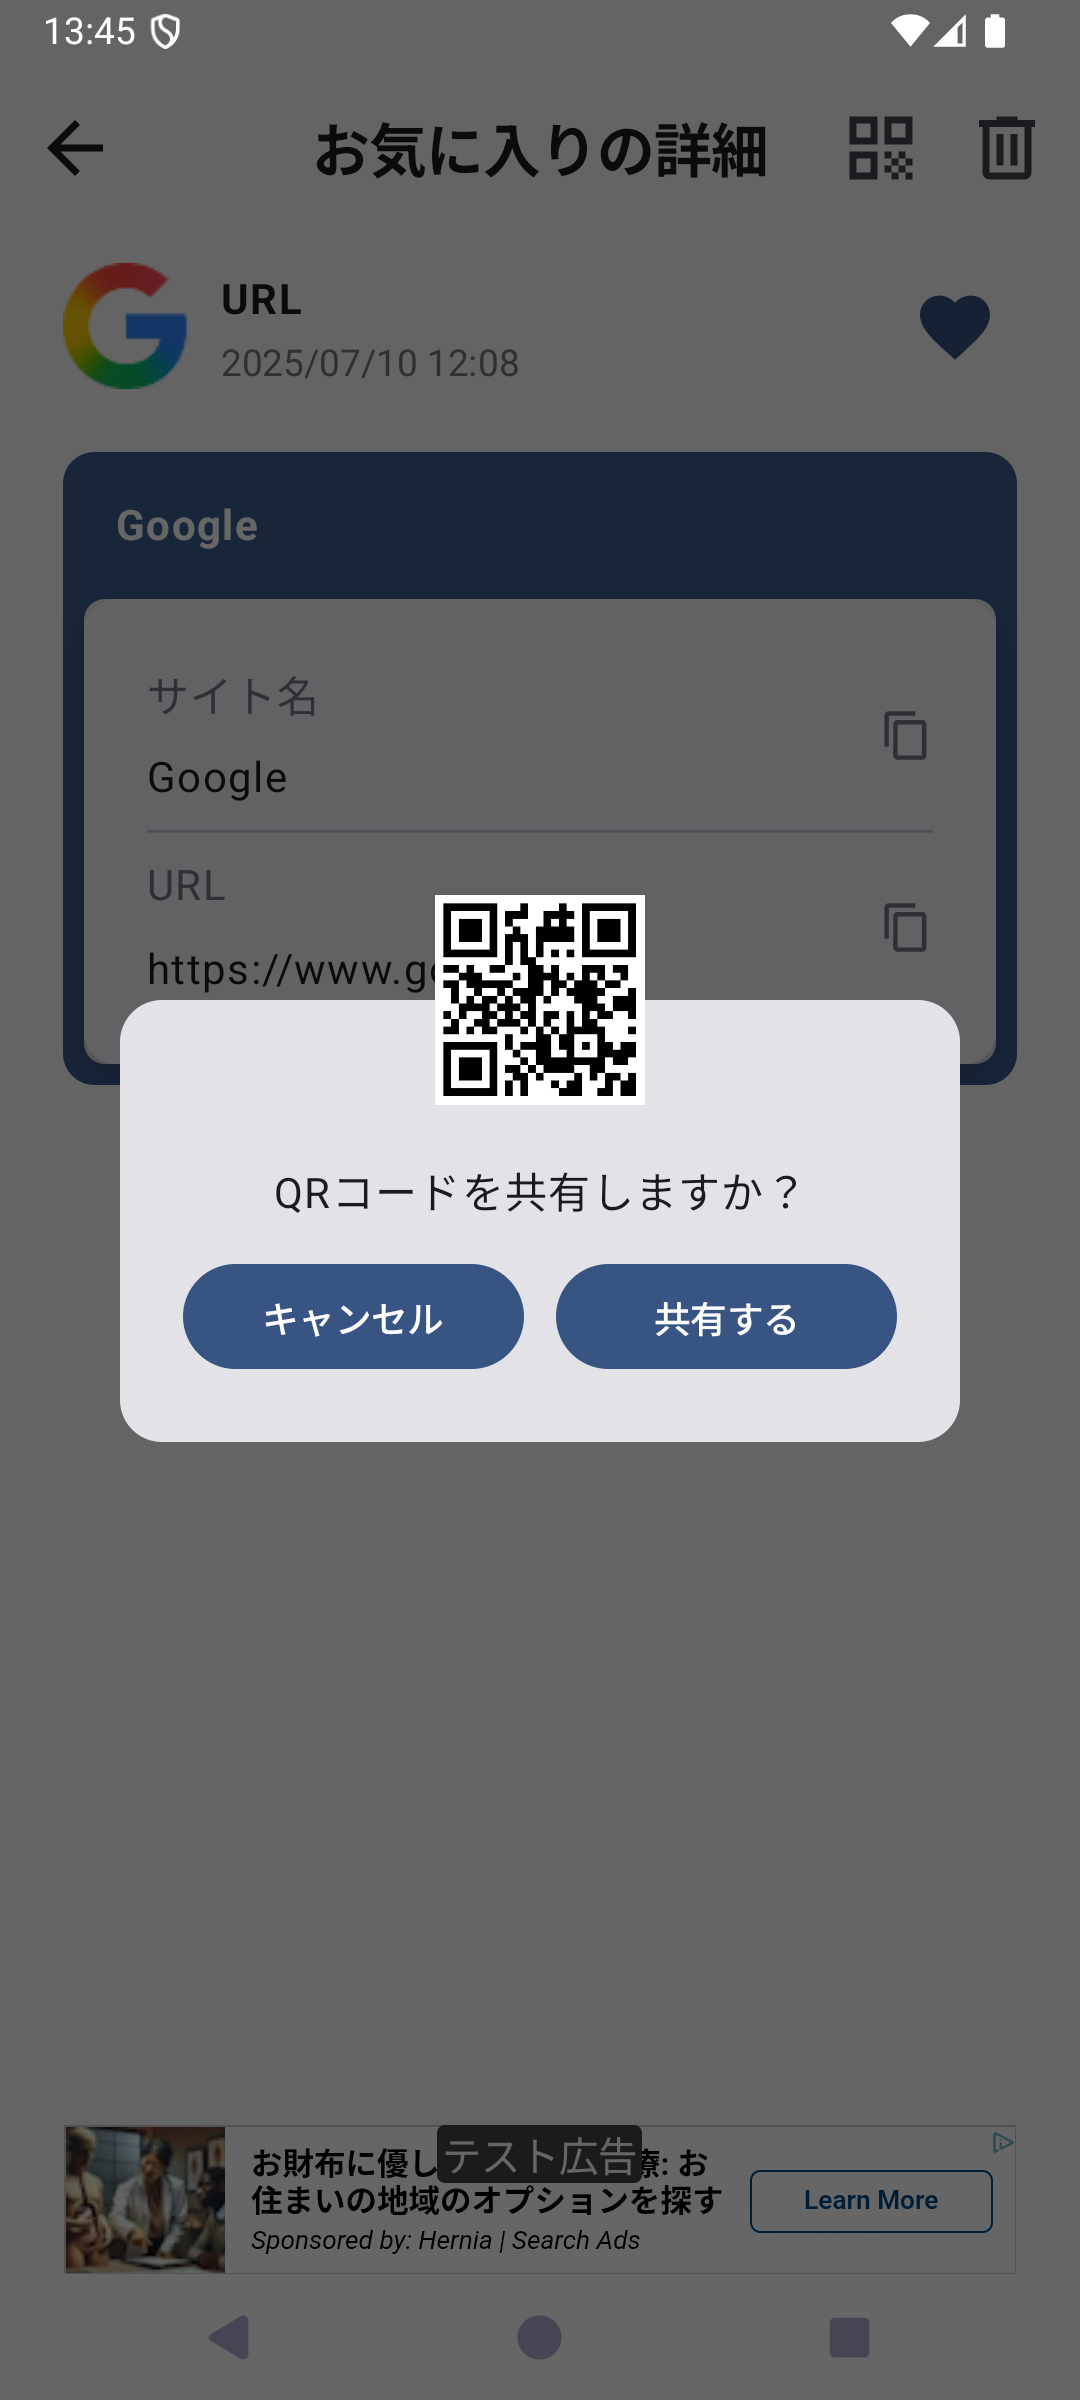 13:45
お気に入りの詳細
URL
2025/07/10 12:08
Google
サイト名
Google
URL
https://www.g
QRコードを共有しますか？
キャンセル
共有する
テスト広告
お財布に優し 療: お
住まいの地域のオプションを探す
Sponsored by: Hernia | Search Ads
Learn More